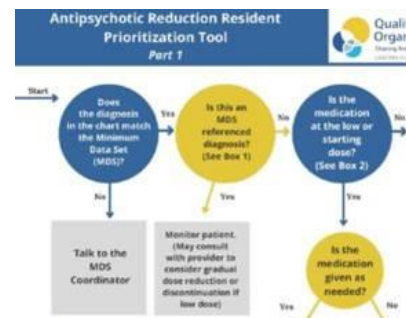 Antipsychotic Reduction Resident
Prioritization Tool
Part 1
Start
Does
the diagnosis
in the chart match
the Minimum
Data Set
(MDS)?
Yes
Is this an
MDS
referenced
diagnosis?
(See Box 1)
No
Is the
medication
at the low or
starting
dose?
(See Box 2)
No
No
Yes
Yes
Talk to the
MDS
Coordinator
Monitor patient.
(May consult
with provider to
consider gradual
dose reduction or
discontinuation if
low dose)
Is the
medication
given as
needed?
Yes
No